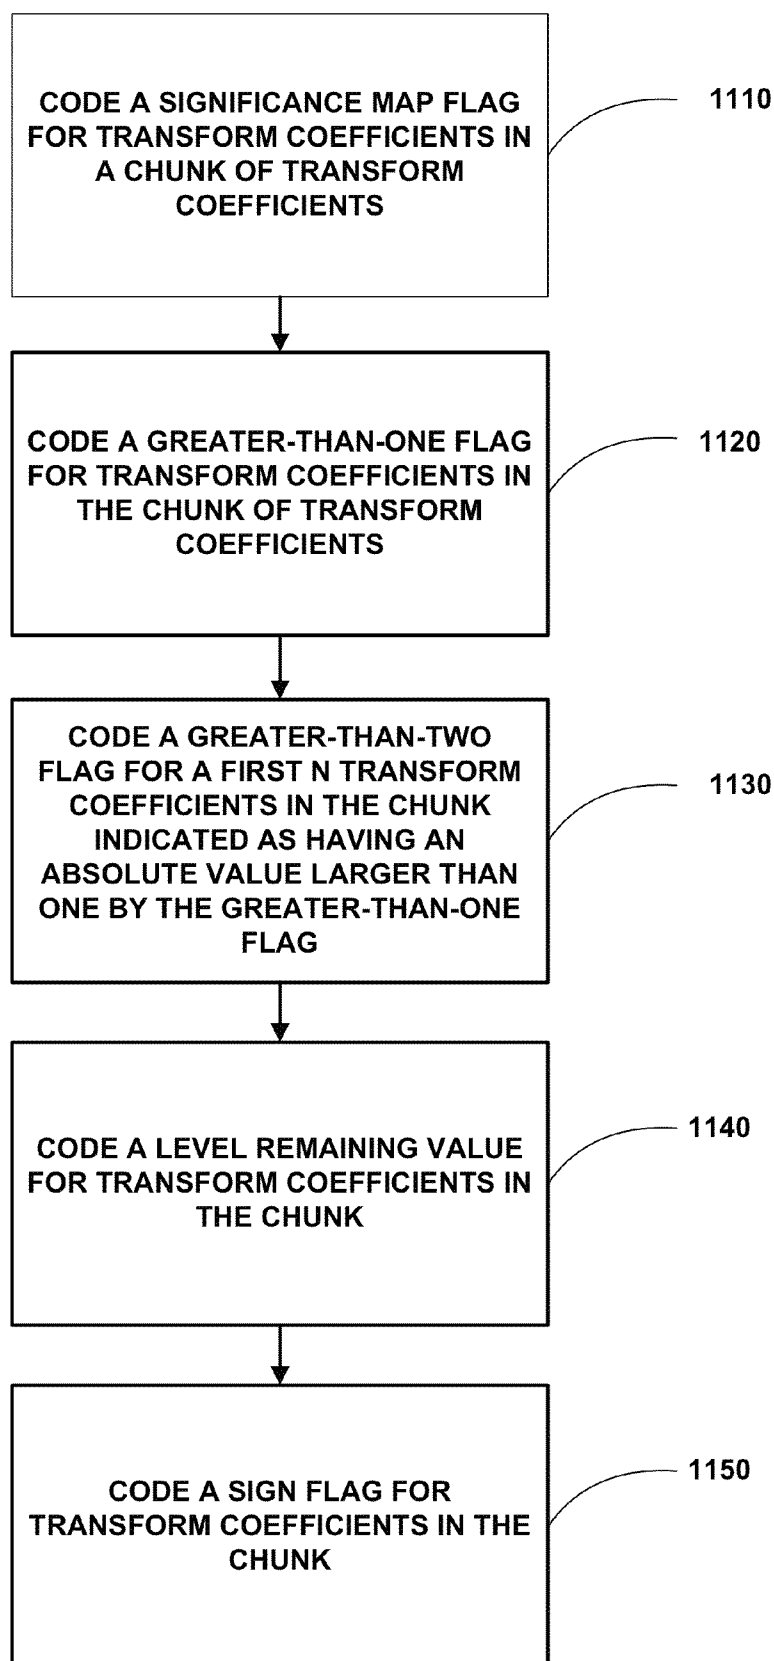 CODE A SIGNIFICANCE MAP FLAG
FOR TRANSFORM COEFFICIENTS IN
A CHUNK OF TRANSFORM
COEFFICIENTS
1110
CODE A GREATER-THAN-ONE FLAG
FOR TRANSFORM COEFFICIENTS IN
THE CHUNK OF TRANSFORM
COEFFICIENTS
1120
CODE A GREATER-THAN-TWO
FLAG FOR A FIRST N TRANSFORM
COEFFICIENTS IN THE CHUNK
INDICATED AS HAVING AN
ABSOLUTE VALUE LARGER THAN
ONE BY THE GREATER-THAN-ONE
FLAG
1130
CODE A LEVEL REMAINING VALUE
FOR TRANSFORM COEFFICIENTS IN
THE CHUNK
1140
CODE A SIGN FLAG FOR
TRANSFORM COEFFICIENTS IN THE
CHUNK
1150